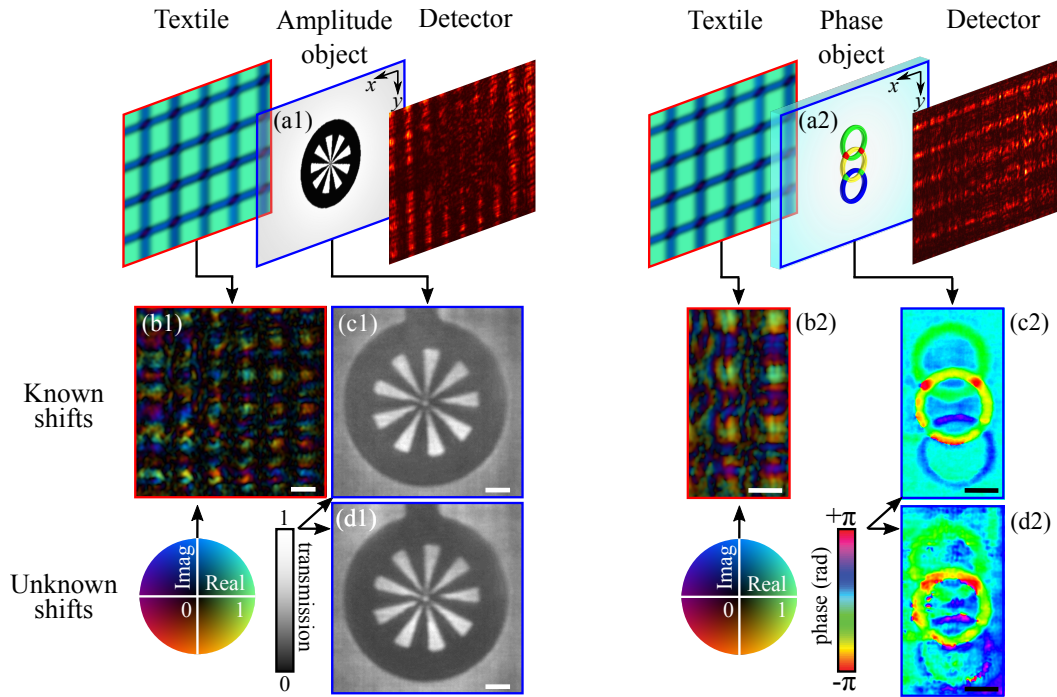 Textile
Amplitude
object
Detector
Textile
Phase
object
Detector
x
y
(a1)
x
y
(a2)
Known
shifts
(b1)
(c1)
(b2)
(c2)
Unknown
shifts
Imag
Real
0
1
1
transmission
0
(d1)
Imag
Real
0
1
+π
phase (rad)
-π
(d2)